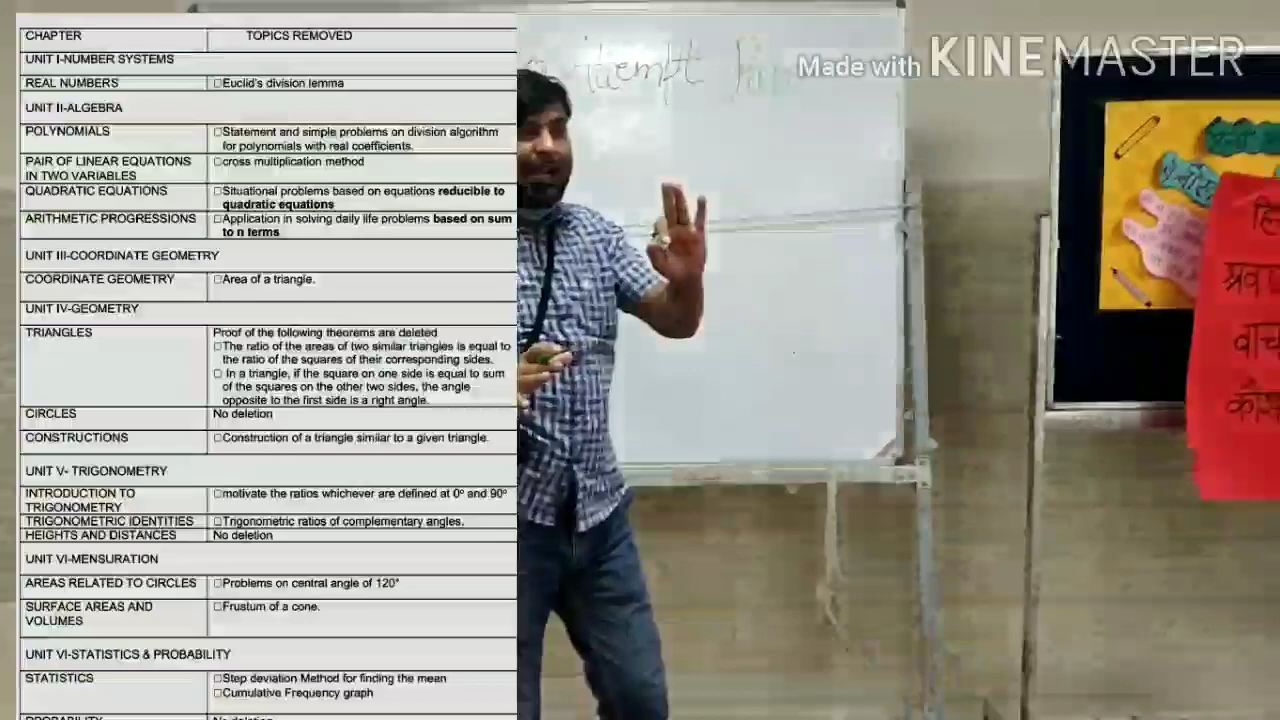 CHAPTER TOPICS REMOVED
UNIT I-NUMBER SYSTEMS
REAL NUMBERS □Euclid's division lemma
UNIT II-ALGEBRA
POLYNOMIALS □Statement and simple problems on division algorithm
for polynomials with real coefficients.
PAIR OF LINEAR EQUATIONS □cross multiplication method
IN TWO VARIABLES
QUADRATIC EQUATIONS □Situational problems based on equations reducible to
quadratic equations
ARITHMETIC PROGRESSIONS □Application in solving daily life problems based on sum
to n terms
UNIT III-COORDINATE GEOMETRY
COORDINATE GEOMETRY □Area of a triangle.
UNIT IV-GEOMETRY
TRIANGLES Proof of the following theorems are deleted
□The ratio of the areas of two similar triangles is equal to
the ratio of the squares of their corresponding sides.
□ In a triangle, if the square on one side is equal to sum
of the squares on the other two sides, the angle
opposite to the first side is a right angle.
CIRCLES No deletion
CONSTRUCTIONS □Construction of a triangle similar to a given triangle.
UNIT V- TRIGONOMETRY
INTRODUCTION TO □motivate the ratios whichever are defined at 0º and 90º
TRIGONOMETRY
TRIGONOMETRIC IDENTITIES □Trigonometric ratios of complementary angles.
HEIGHTS AND DISTANCES No deletion
UNIT VI-MENSURATION
AREAS RELATED TO CIRCLES □Problems on central angle of 120°
SURFACE AREAS AND □Frustum of a cone.
VOLUMES
UNIT VI-STATISTICS & PROBABILITY
STATISTICS □Step deviation Method for finding the mean
□Cumulative Frequency graph
PROBABILITY No deletion
Made with KINEMASTER
श्रव
वाच